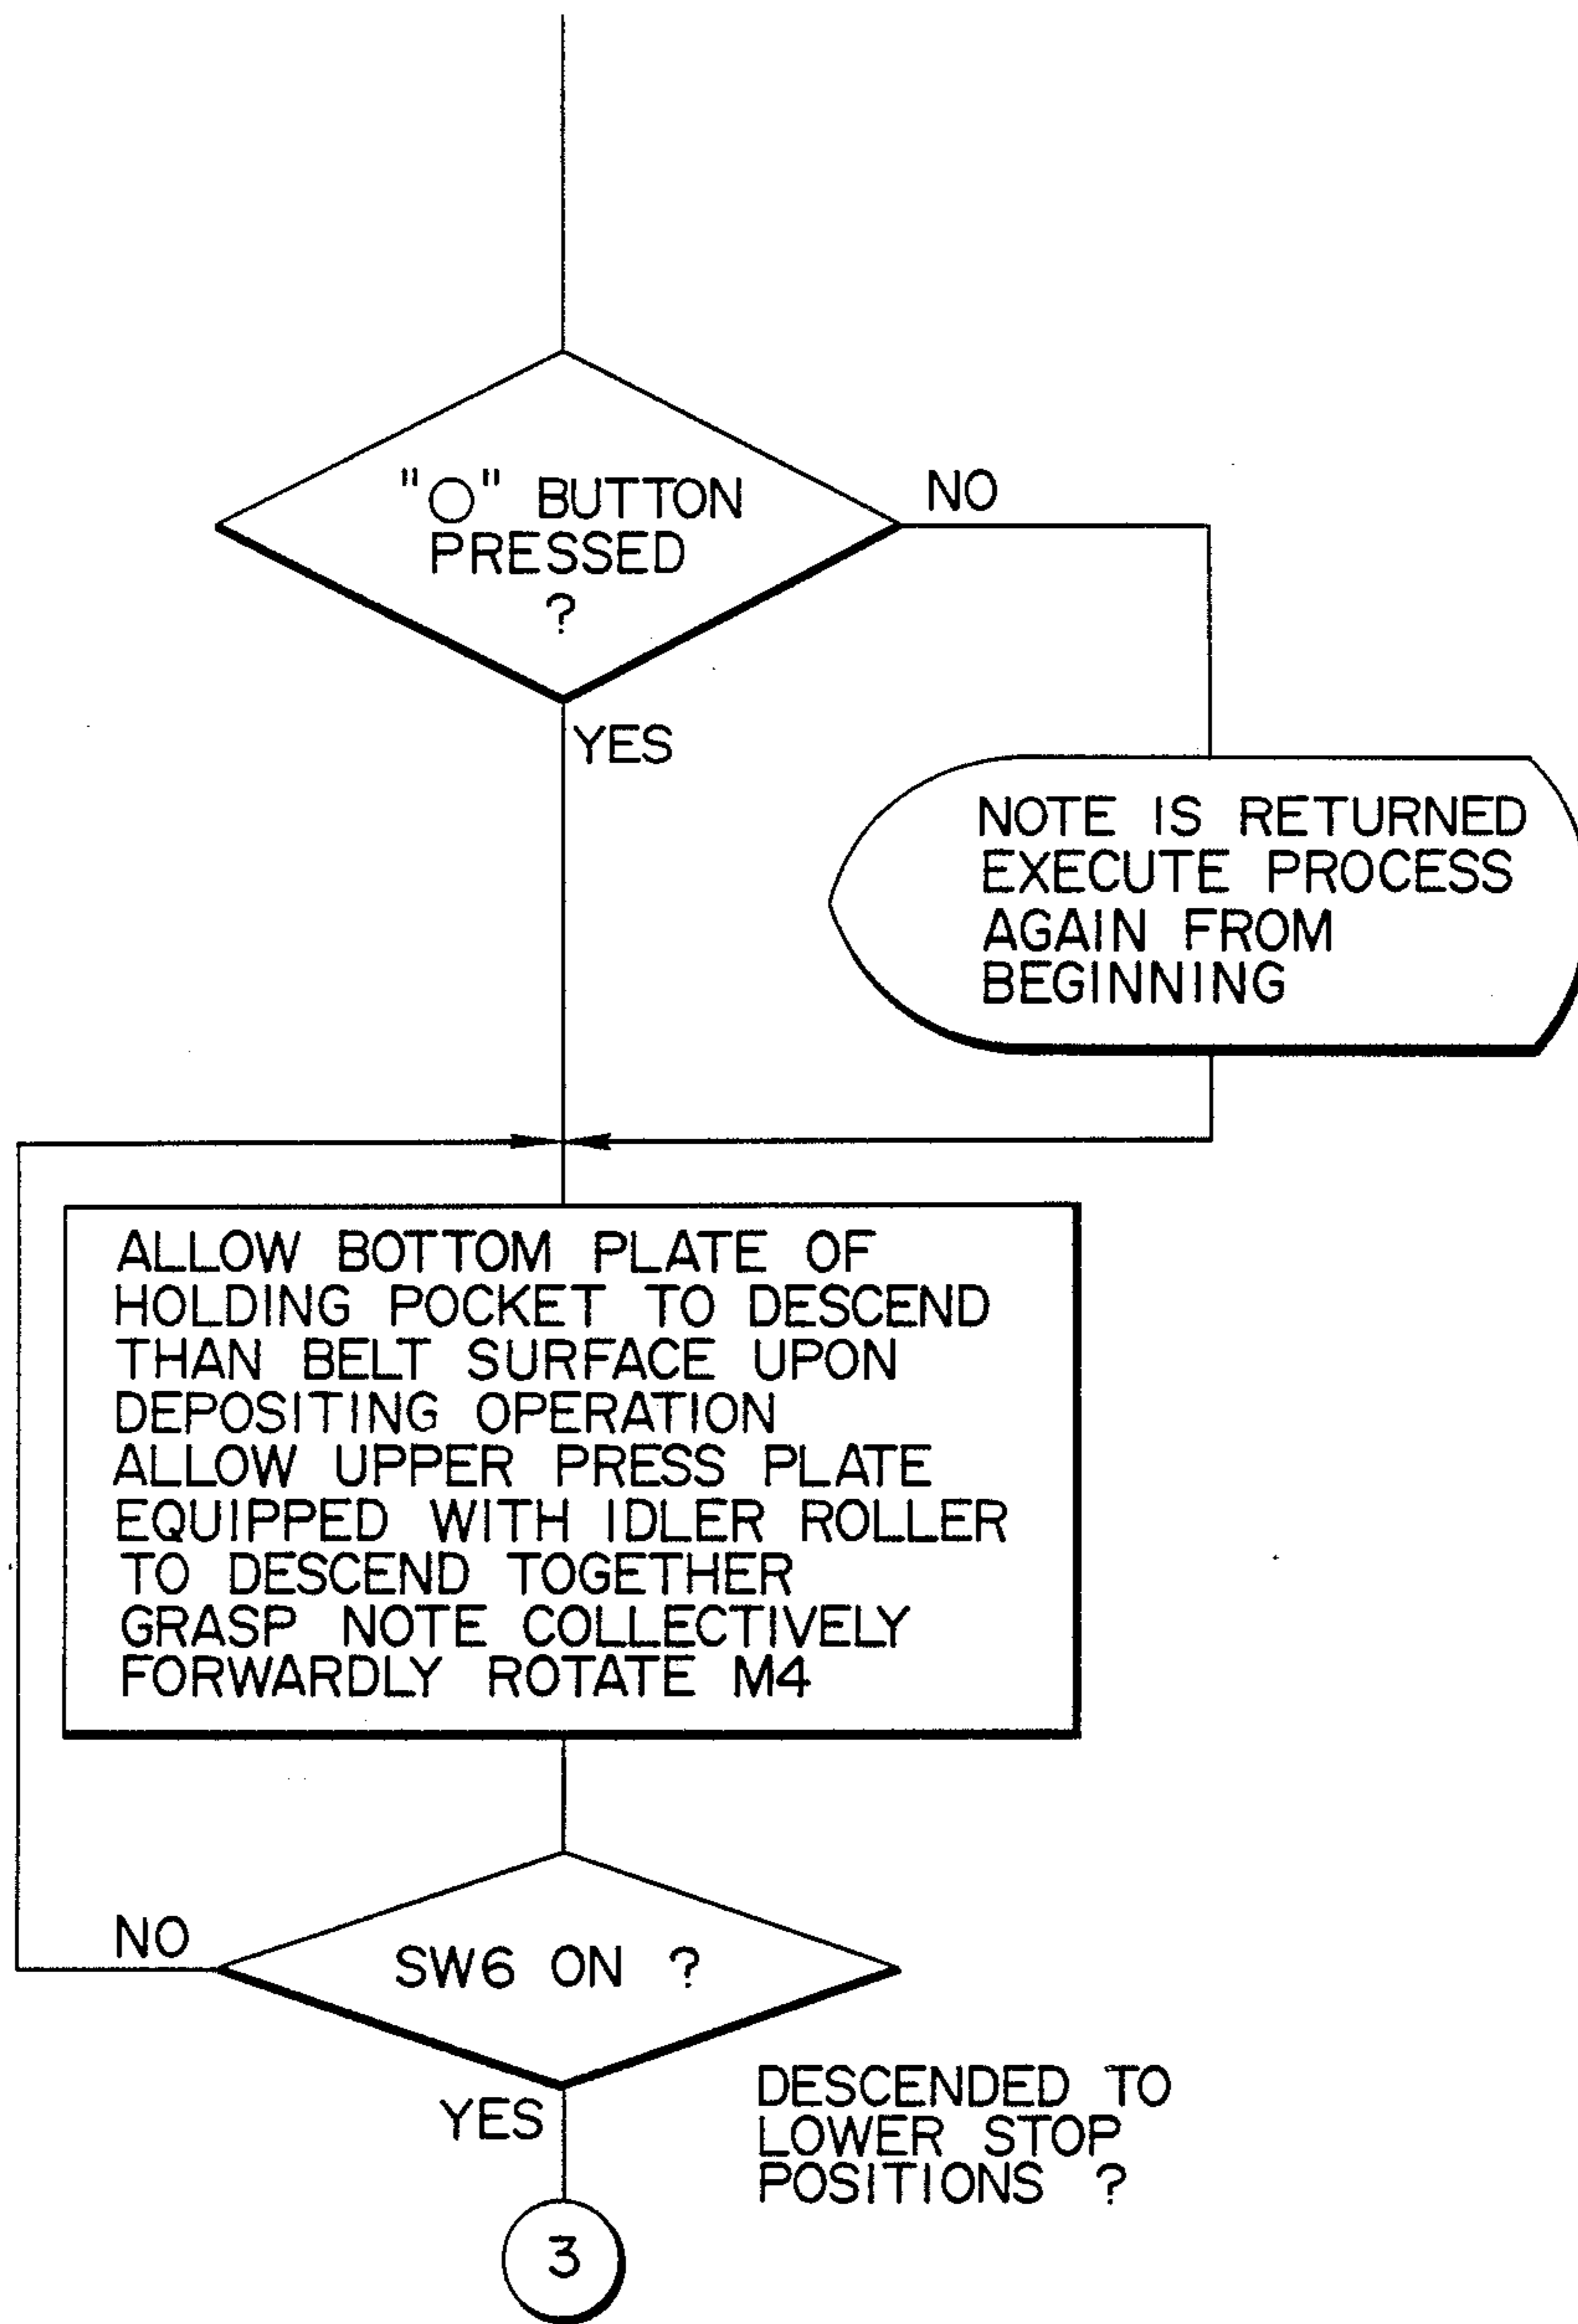 "○" BUTTON
PRESSED
?
NO
YES
NOTE IS RETURNED
EXECUTE PROCESS
AGAIN FROM
BEGINNING
ALLOW BOTTOM PLATE OF
HOLDING POCKET TO DESCEND
THAN BELT SURFACE UPON
DEPOSITING OPERATION
ALLOW UPPER PRESS PLATE
EQUIPPED WITH IDLER ROLLER
TO DESCEND TOGETHER
GRASP NOTE COLLECTIVELY
FORWARDLY ROTATE M4
NO
SW6 ON ?
YES
DESCENDED TO
LOWER STOP
POSITIONS ?
3